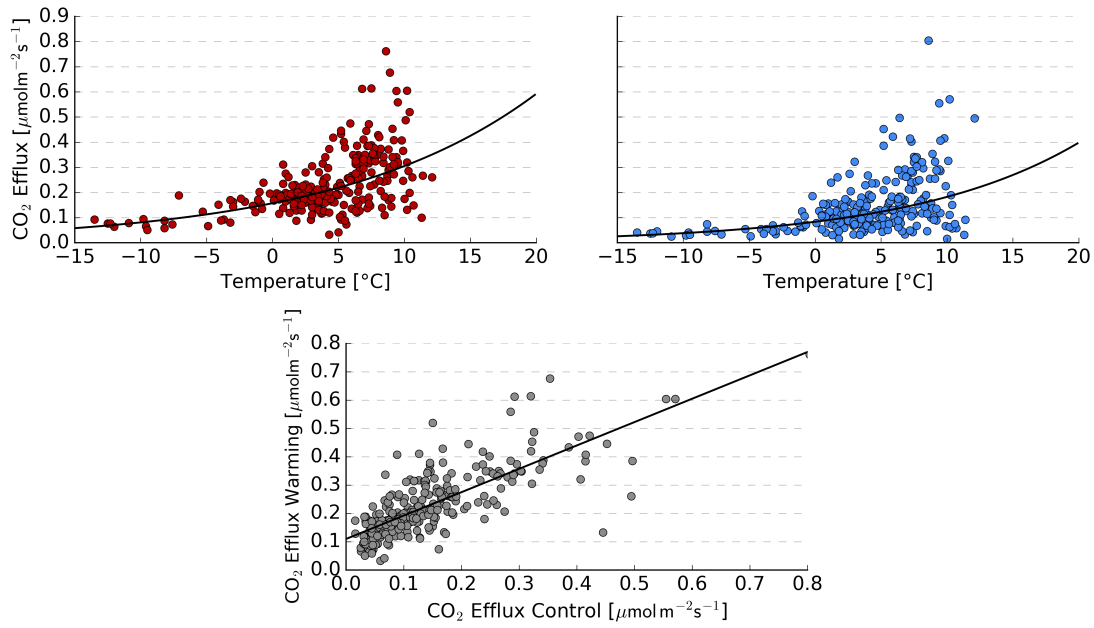 0.9
0.8
0.7
0.6
0.5
0.4
0.3
0.2
0.1
0.0
CO₂ Efflux [μmolm⁻²s⁻¹]
−15 −10 −5 0 5 10 15 20
Temperature [°C]
−15 −10 −5 0 5 10 15 20
Temperature [°C]
0.8
0.7
0.6
0.5
0.4
0.3
0.2
0.1
0.0
CO₂ Efflux Warming [μmolm⁻²s⁻¹]
0.0 0.1 0.2 0.3 0.4 0.5 0.6 0.7 0.8
CO₂ Efflux Control [μmol m⁻²s⁻¹]